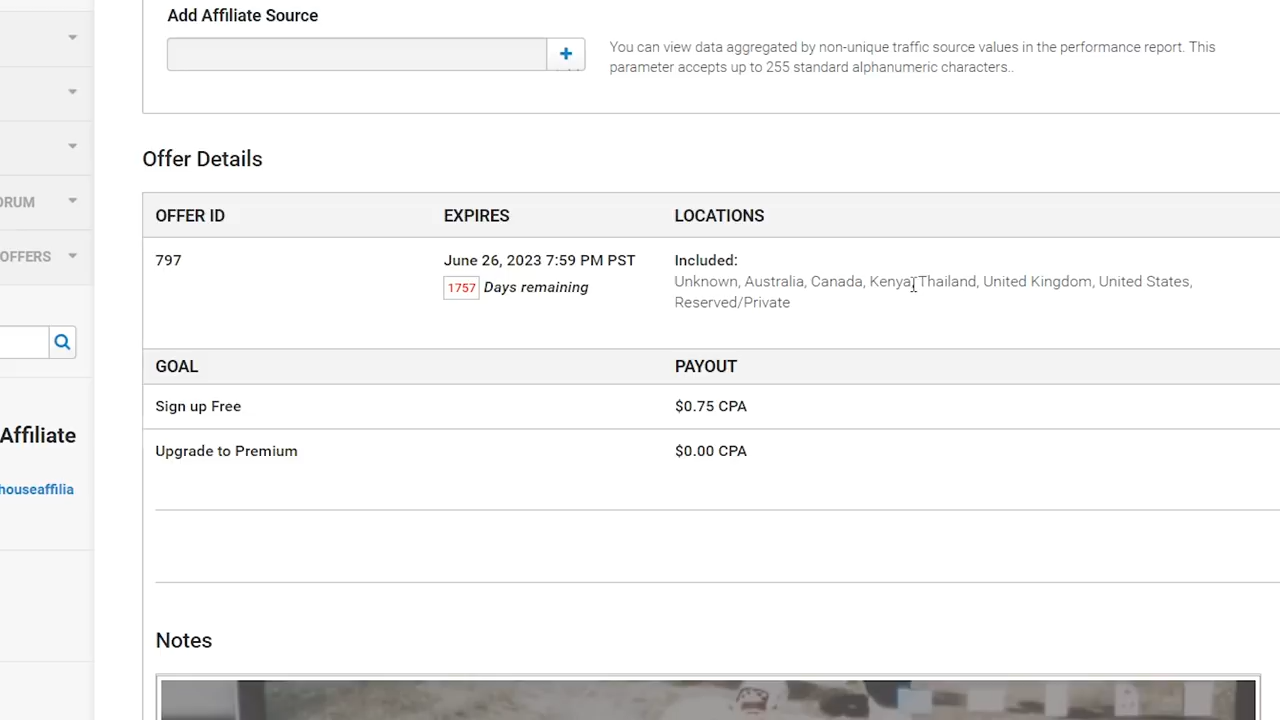 Add Affiliate Source
You can view data aggregated by non-unique traffic source values in the performance report. This
parameter accepts up to 255 standard alphanumeric characters..
Offer Details
ORUM
OFFERS
OFFER ID EXPIRES LOCATIONS
797 June 26, 2023 7:59 PM PST Included:
1757 Days remaining Unknown, Australia, Canada, Kenya, Thailand, United Kingdom, United States,
Reserved/Private
GOAL PAYOUT
Sign up Free $0.75 CPA
Affiliate
Upgrade to Premium $0.00 CPA
houseaffilia
Notes